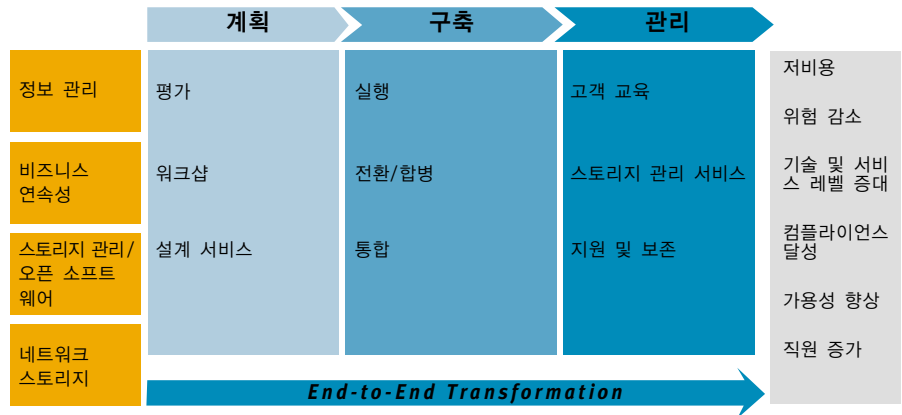 계획
구축
관리
정보 관리
비즈니스
연속성
스토리지 관리/
오픈 소프트
웨어
네트워크
스토리지
평가
워크샵
설계 서비스
실행
전환/합병
통합
고객 교육
스토리지 관리 서비스
지원 및 보존
저비용
위험 감소
기술 및 서비
스 레벨 증대
컴플라이언스
달성
가용성 향상
직원 증가
End-to-End Transformation